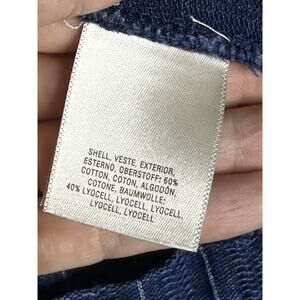 SHELL, VESTE, EXTERIOR,
ESTERNO, OBERSTOFF: 60%
COTTON, COTON, ALGODÓN,
COTONE, BAUMWOLLE:
40% LYOCELL, LYOCELL, LYOCELL,
LYOCELL, LYOCELL